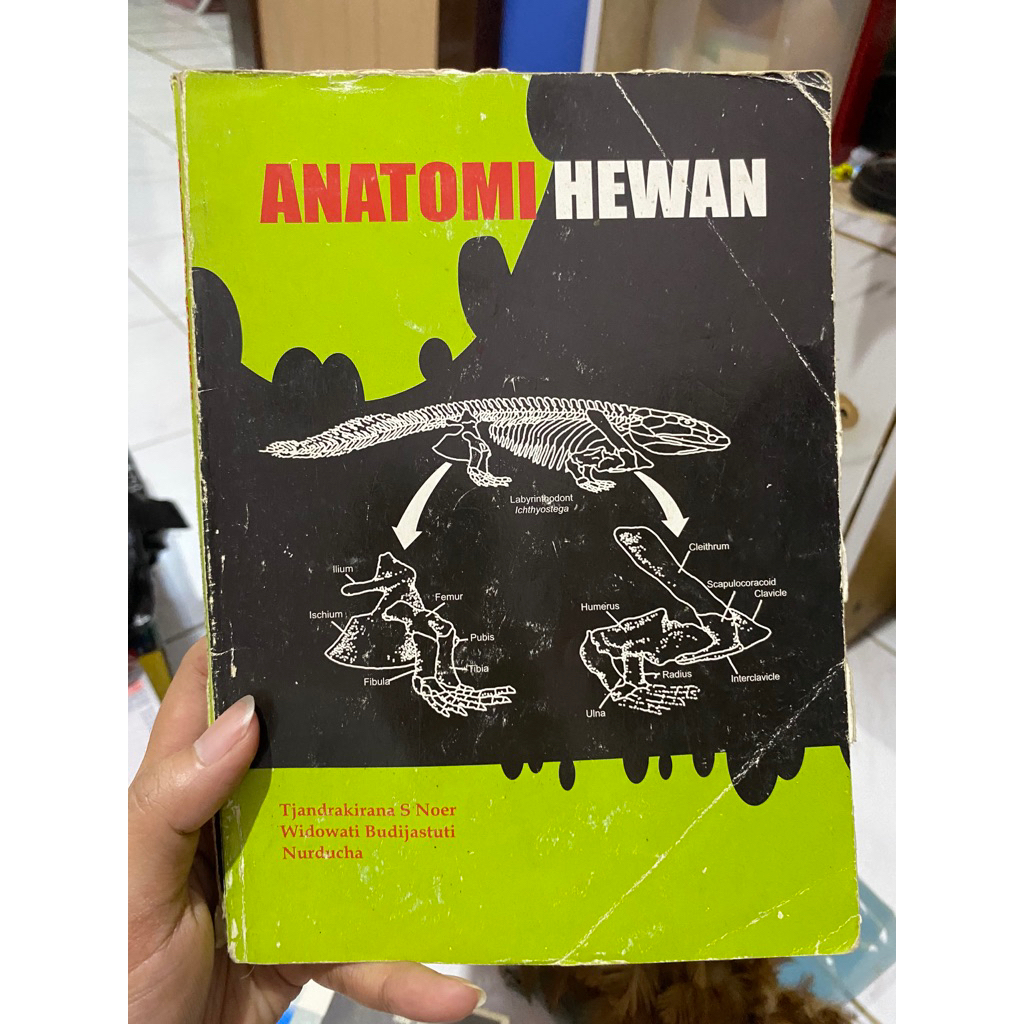 ANATOMI HEWAN
Labyrinthodont
Ichthyostega
Ilium
Ischium
Femur
Pubis
Tibia
Fibula
Cleithrum
Scapulocoracoid
Clavicle
Humerus
Radius
Interclavicle
Ulna
Tjandrakirana S Noer
Widowati Budijastuti
Nurducha